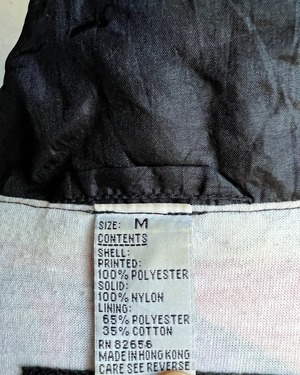 SIZE: M
CONTENTS
SHELL:
PRINTED:
100% POLYESTER
SOLID:
100% NYLON
LINING:
65% POLYESTER
35% COTTON
RN 82656
MADE IN HONG KONG
CARE SEE REVERSE